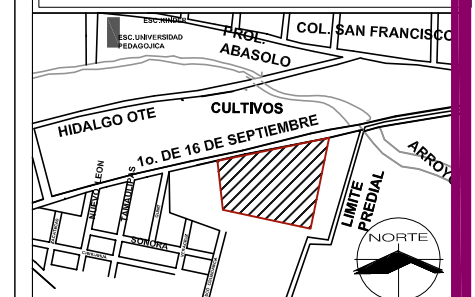 ESC.KINDER
ESC.UNIVERSIDAD
PEDAGOJICA
PROL.
ABASOLO
COL. SAN FRANCISCO
CULTIVOS
HIDALGO OTE
1o. DE 16 DE SEPTIEMBRE
NUEVO LEON
TAMAULIPAS
SONORA
LIMITE
PREDIAL
ARROYO
NORTE